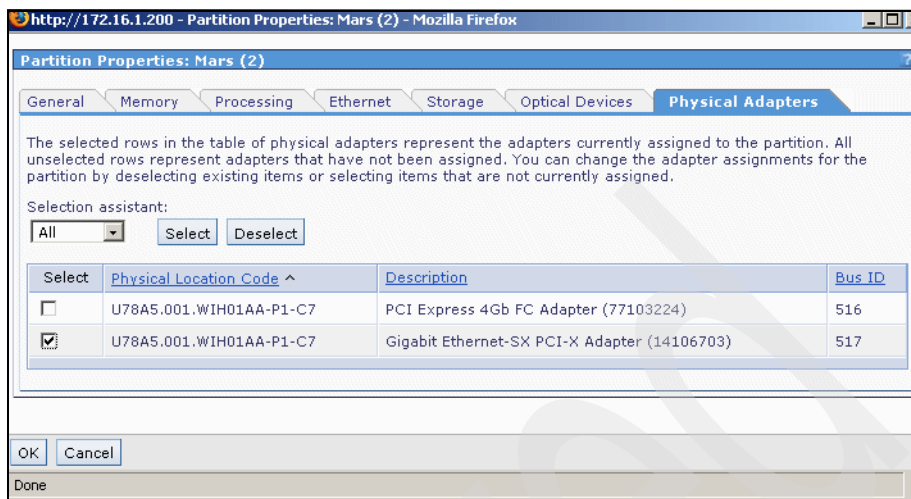 http://172.16.1.200 - Partition Properties: Mars (2) - Mozilla Firefox
Partition Properties: Mars (2)
?
General Memory Processing Ethernet Storage Optical Devices Physical Adapters
The selected rows in the table of physical adapters represent the adapters currently assigned to the partition. All
unselected rows represent adapters that have not been assigned. You can change the adapter assignments for the
partition by deselecting existing items or selecting items that are not currently assigned.
Selection assistant:
All Select Deselect
Select Physical Location Code ^ Description Bus ID
U78A5.001.WIH01AA-P1-C7 PCI Express 4Gb FC Adapter (77103224) 516
U78A5.001.WIH01AA-P1-C7 Gigabit Ethernet-SX PCI-X Adapter (14106703) 517
OK Cancel
Done